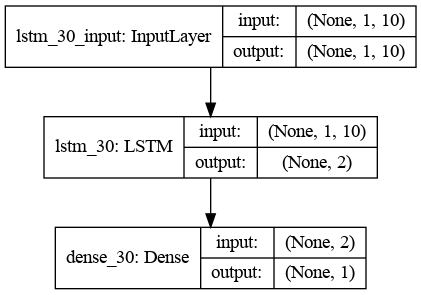 lstm_30_input: InputLayer
input: (None, 1, 10)
output: (None, 1, 10)
lstm_30: LSTM
input: (None, 1, 10)
output: (None, 2)
dense_30: Dense
input: (None, 2)
output: (None, 1)